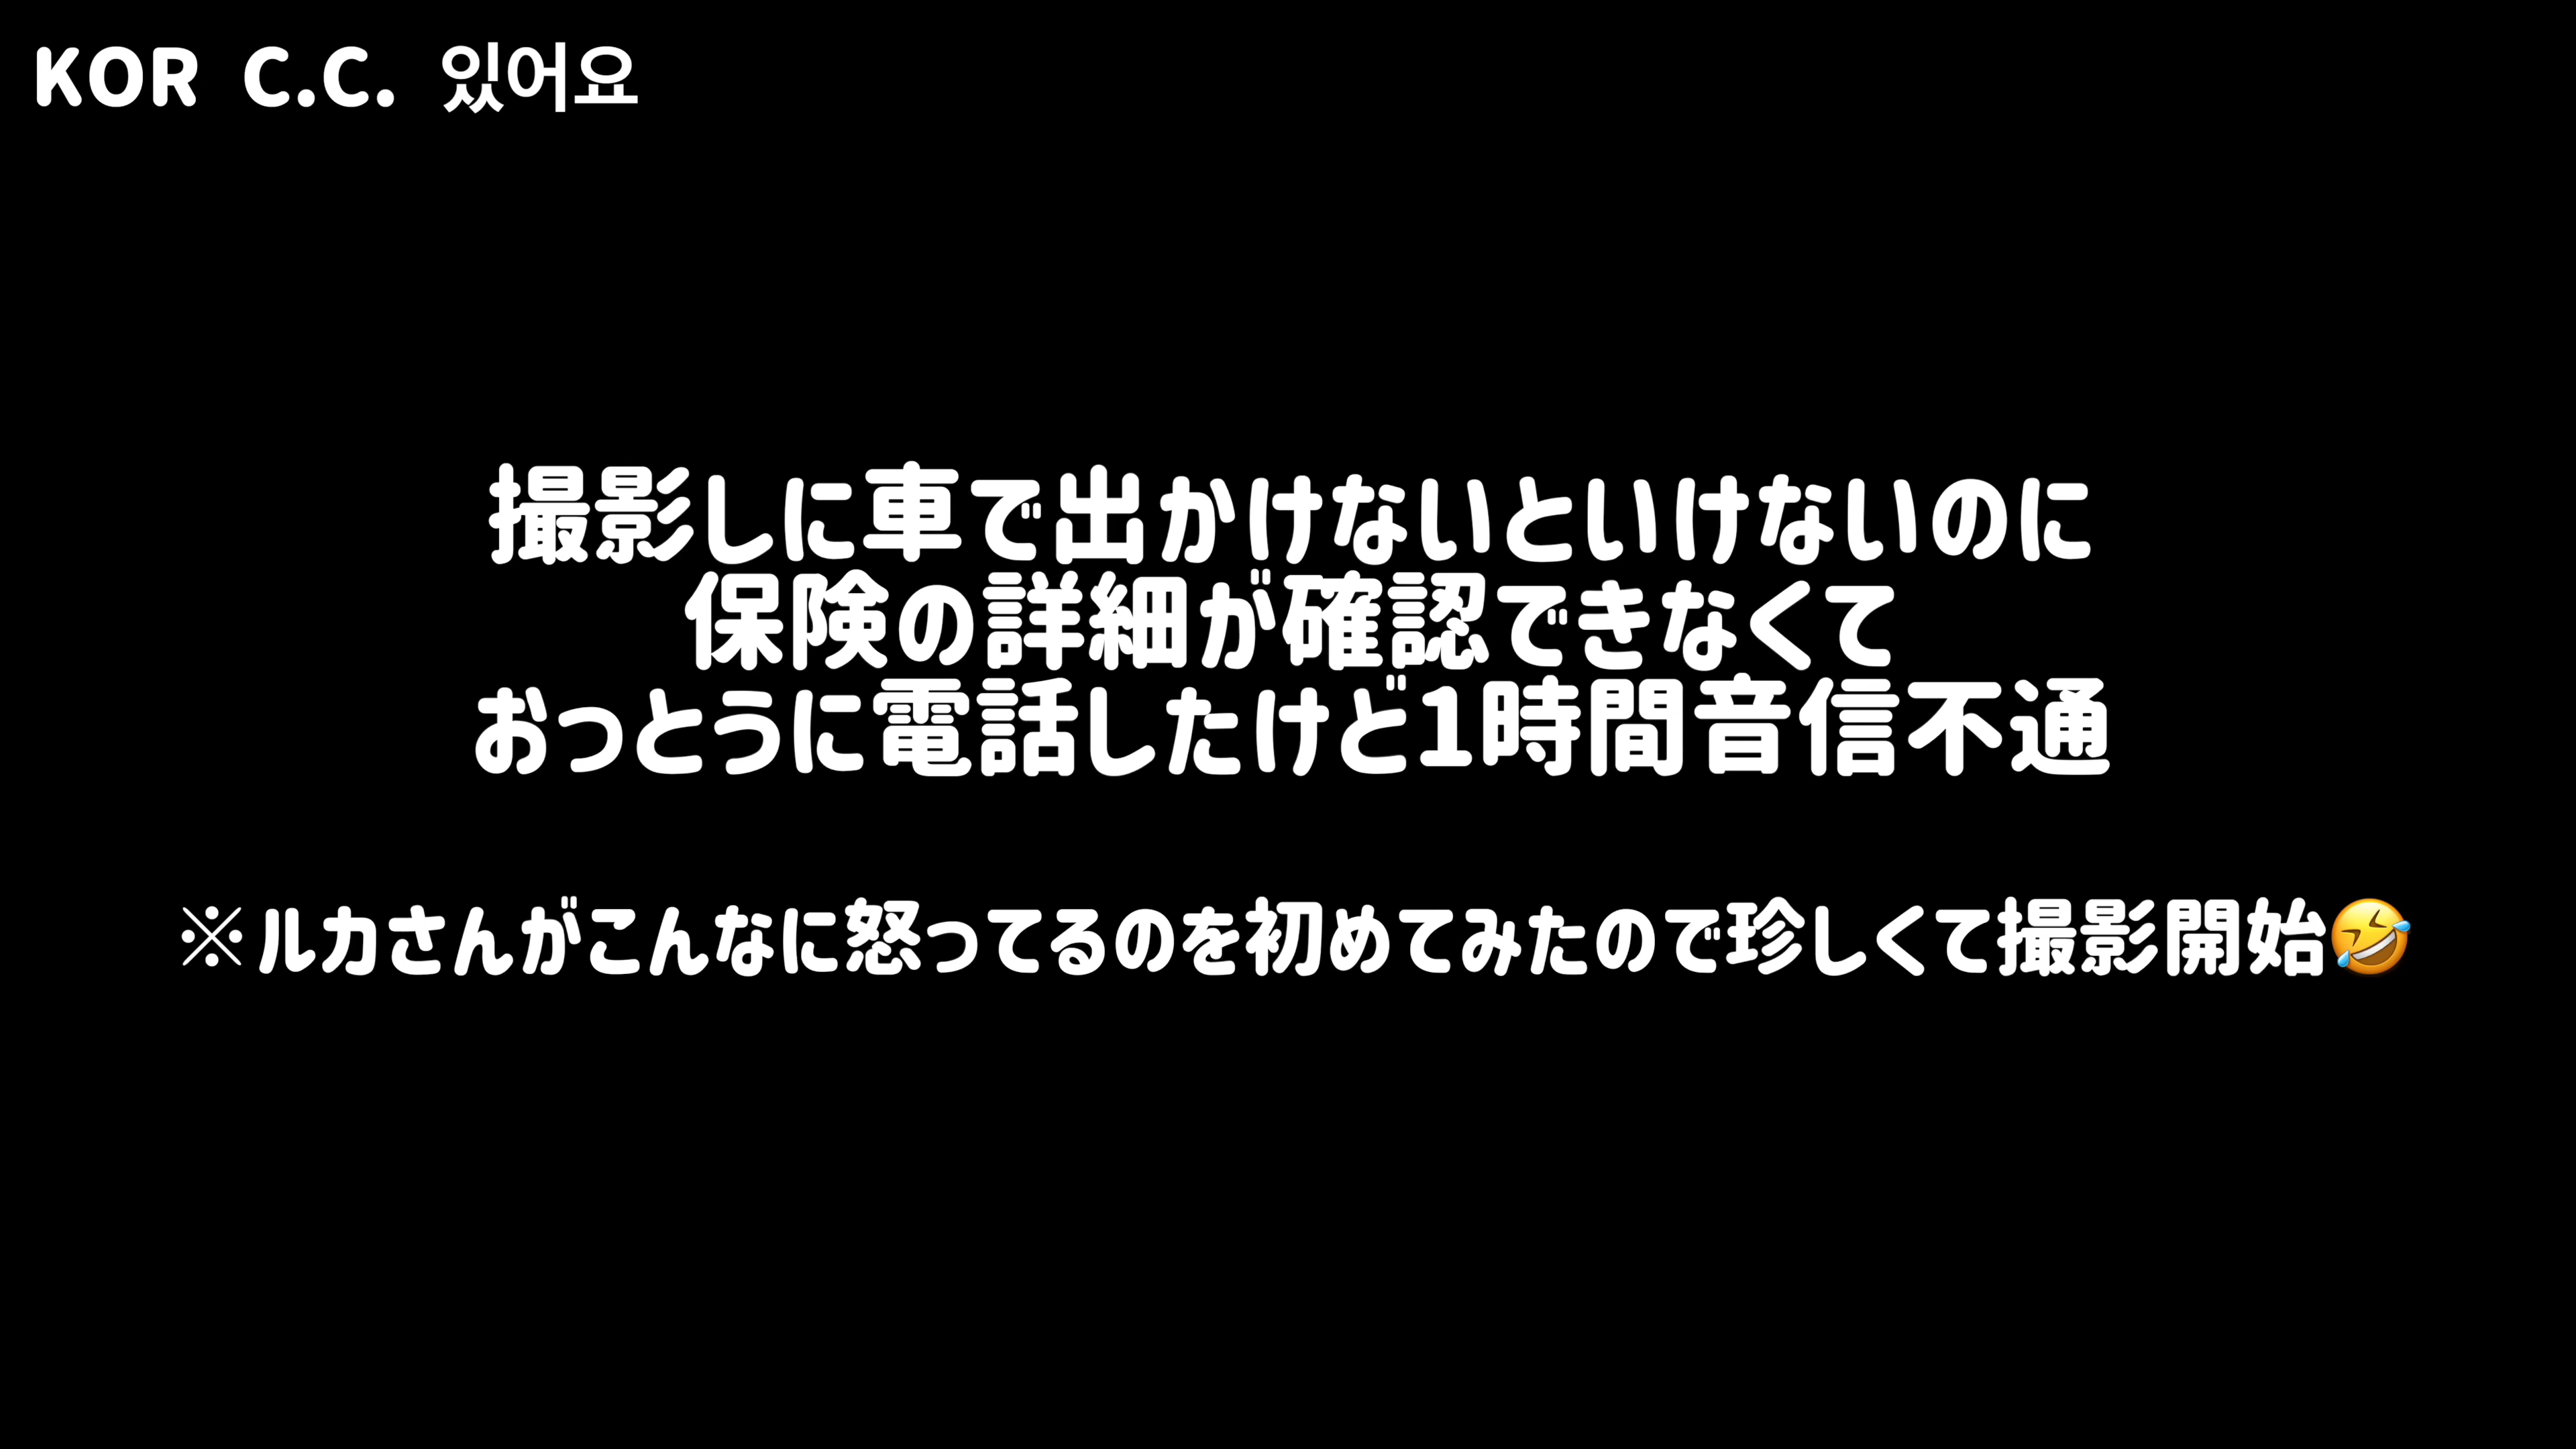 KOR C.C. 있어요
撮影しに車で出かけないといけないのに
保険の詳細が確認できなくて
おっとうに電話したけど1時間音信不通
※ルカさんがこんなに怒ってるのを初めてみたので珍しくて撮影開始🤣